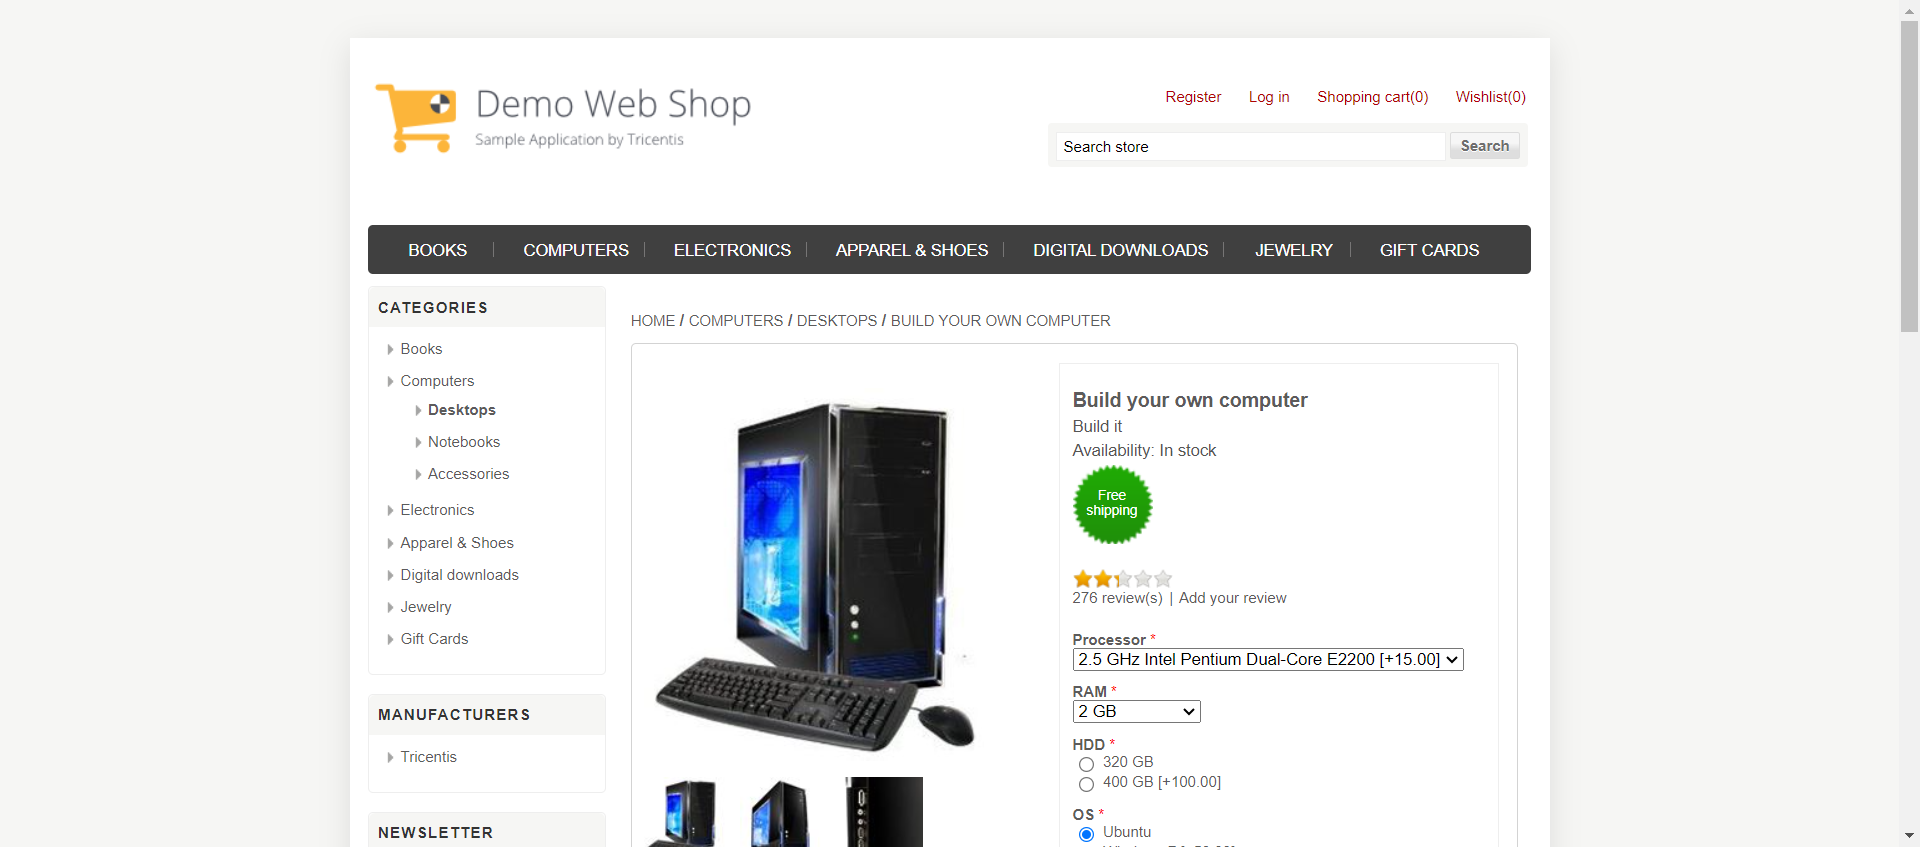 Demo Web Shop
Sample Application by Tricentis
Register
Log in
Shopping cart(0)
Wishlist(0)
Search store
Search
BOOKS
COMPUTERS
ELECTRONICS
APPAREL & SHOES
DIGITAL DOWNLOADS
JEWELRY
GIFT CARDS
CATEGORIES
Books
Computers
Desktops
Notebooks
Accessories
Electronics
Apparel & Shoes
Digital downloads
Jewelry
Gift Cards
MANUFACTURERS
Tricentis
NEWSLETTER
HOME / COMPUTERS / DESKTOPS / BUILD YOUR OWN COMPUTER
Build your own computer
Build it
Availability: In stock
Free
shipping
276 review(s) | Add your review
Processor *
2.5 GHz Intel Pentium Dual-Core E2200 [+15.00]
RAM *
2 GB
HDD *
320 GB
400 GB [+100.00]
OS *
Ubuntu